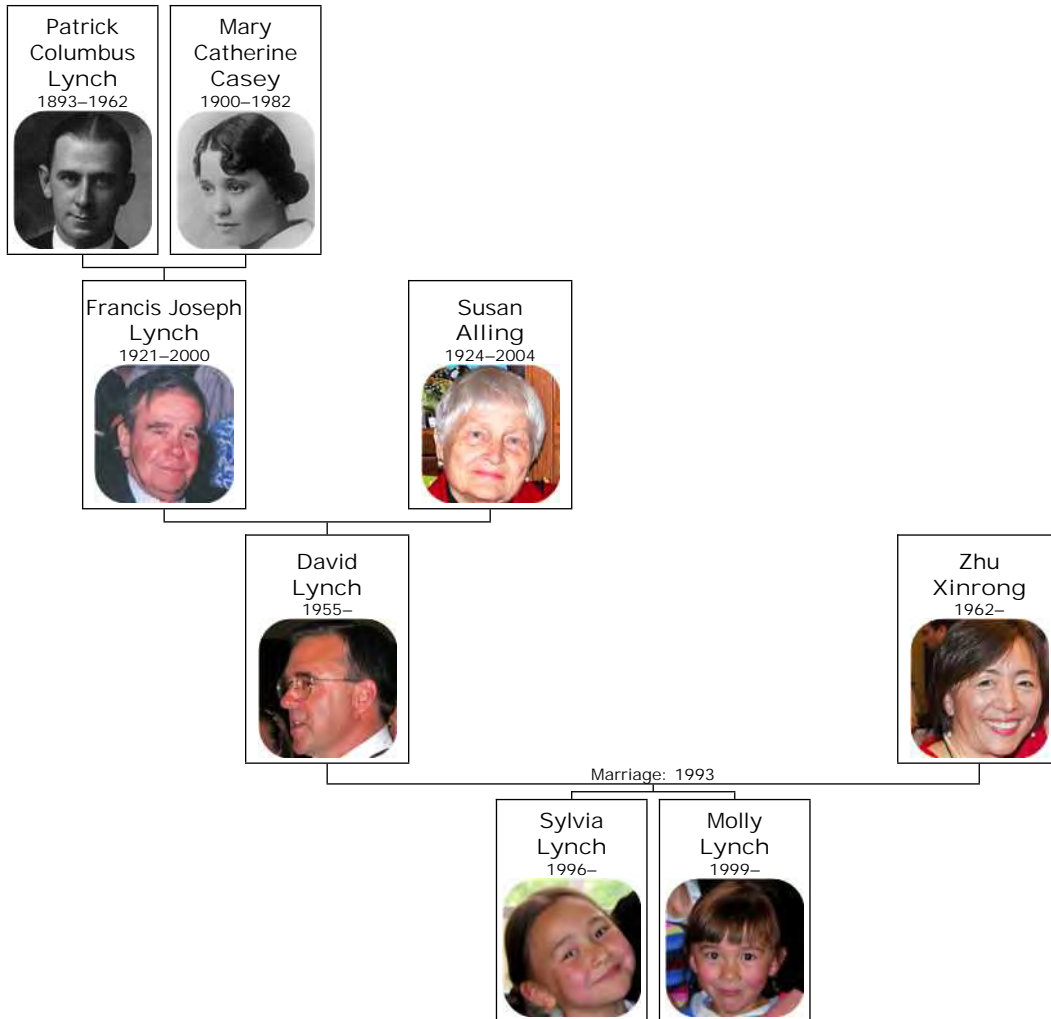 Patrick
Columbus
Lynch
1893–1962
Mary
Catherine
Casey
1900–1982
Francis Joseph
Lynch
1921–2000
Susan
Alling
1924–2004
David
Lynch
1955–
Zhu
Xinrong
1962–
Marriage: 1993
Sylvia
Lynch
1996–
Molly
Lynch
1999–